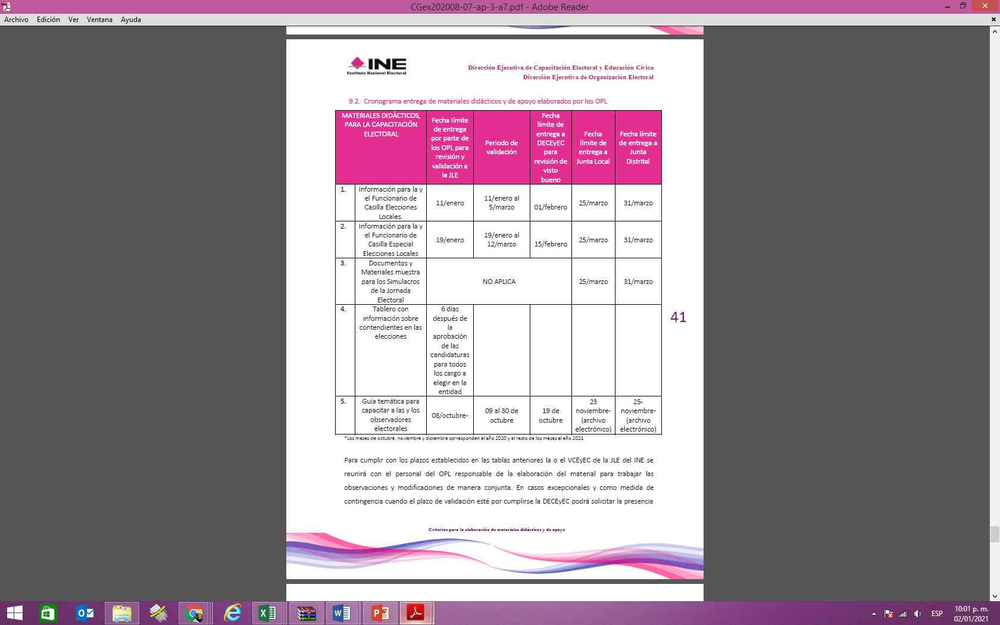 CGex202008-07-ap-3-a7.pdf - Adobe Reader
Archivo Edición Ver Ventana Ayuda
INE
Instituto Nacional Electoral
Dirección Ejecutiva de Capacitación Electoral y Educación Cívica
Dirección Ejecutiva de Organización Electoral
9.2. Cronograma entrega de materiales didácticos y de apoyo elaborados por los OPL
MATERIALES DIDÁCTICOS,
PARA LA CAPACITACIÓN
ELECTORAL
Fecha límite
de entrega
por parte de
los OPL para
revisión y
validación a
la JLE
Periodo de
validación
Fecha
límite de
entrega a
DECEyEC
para
revisión de
visto
bueno
Fecha
límite de
entrega a
Junta Local
Fecha límite
de entrega a
Junta
Distrital
1.
Información para la y
el Funcionario de
Casilla Elecciones
Locales.
11/enero
11/enero al
5/marzo
01/febrero
25/marzo
31/marzo
2.
Información para la y
el Funcionario de
Casilla Especial
Elecciones Locales
19/enero
19/enero al
12/marzo
15/febrero
25/marzo
31/marzo
3.
Documentos y
Materiales muestra
para los Simulacros
de la Jornada
Electoral
NO APLICA
25/marzo
31/marzo
4.
Tablero con
información sobre
contendientes en las
elecciones
6 días
después de
la
aprobación
de las
candidaturas
para todos
los cargo a
elegir en la
entidad
5.
Guía temática para
capacitar a las y los
observadores
electorales
08/octubre-
09 al 30 de
octubre
19 de
octubre
23
noviembre-
(archivo
electrónico)
25-
noviembre-
(archivo
electrónico)
41
*Los meses de octubre, noviembre y diciembre corresponden al año 2020 y el resto de los meses al año 2021
Para cumplir con los plazos establecidos en las tablas anteriores la o el VCEyEC de la JLE del INE se
reunirá con el personal del OPL responsable de la elaboración del material para trabajar las
observaciones y modificaciones de manera conjunta. En casos excepcionales y como medida de
contingencia cuando el plazo de validación esté por cumplirse la DECEyEC podrá solicitar la presencia
Criterios para la elaboración de materiales didácticos y de apoyo
ESP
10:01 p. m.
02/01/2021